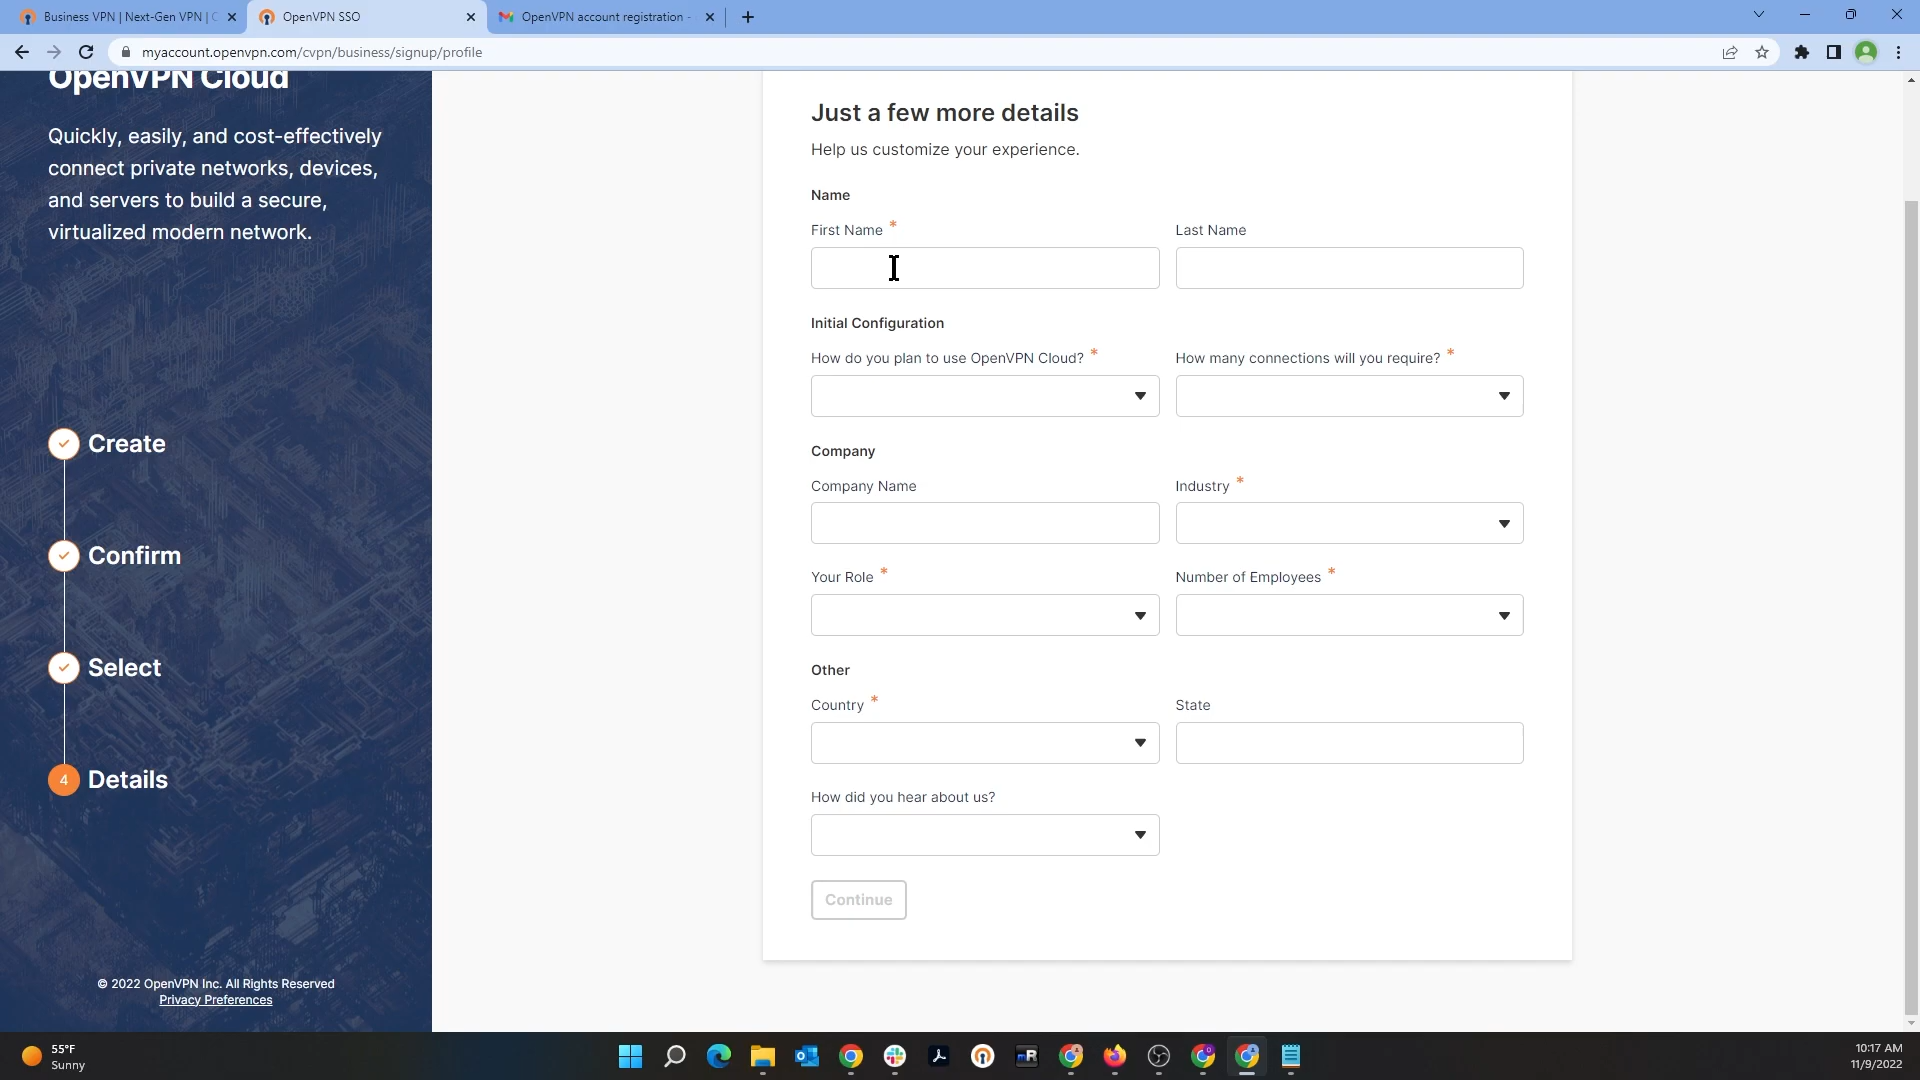 Business VPN | Next-Gen VPN |
OpenVPN SSO
OpenVPN account registration -
myaccount.openvpn.com/cvpn/business/signup/profile
OpenVPN Cloud
Quickly, easily, and cost-effectively
connect private networks, devices,
and servers to build a secure,
virtualized modern network.
Create
Confirm
Select
4 Details
© 2022 OpenVPN Inc. All Rights Reserved
Privacy Preferences
Just a few more details
Help us customize your experience.
Name
First Name *
Last Name
Initial Configuration
How do you plan to use OpenVPN Cloud? *
How many connections will you require? *
Company
Company Name
Industry *
Your Role *
Number of Employees *
Other
Country *
State
How did you hear about us?
Continue
55°F
Sunny
mR
10:17 AM
11/9/2022